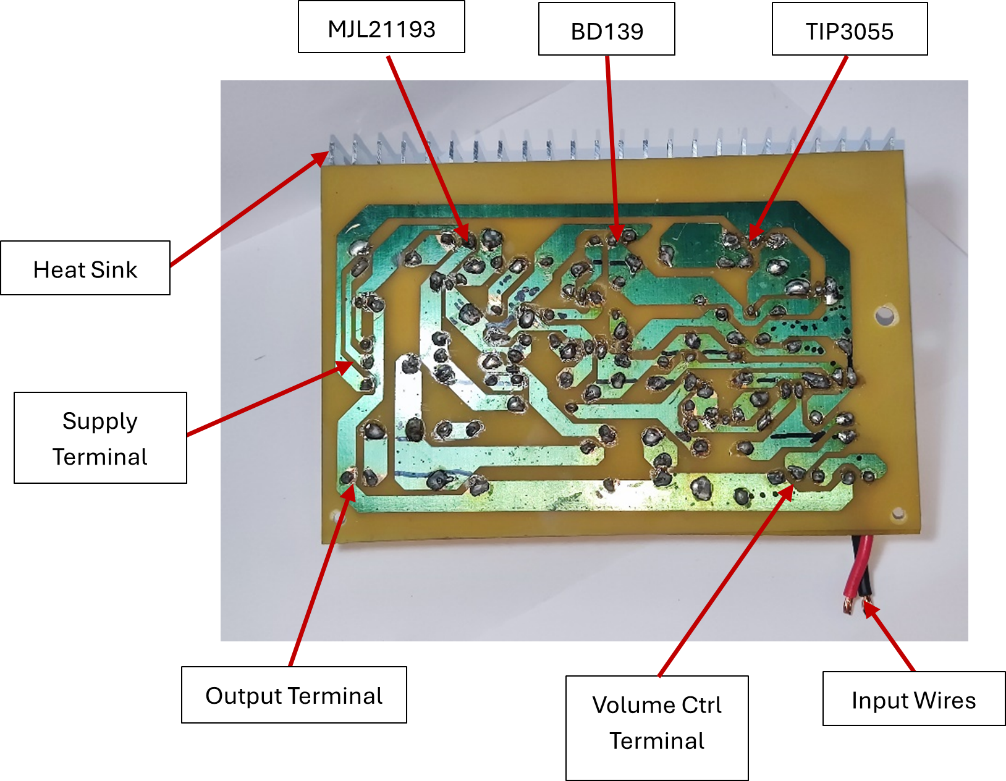 MJL21193
BD139
TIP3055
Heat Sink
Supply
Terminal
Output Terminal
Volume Ctrl
Terminal
Input Wires